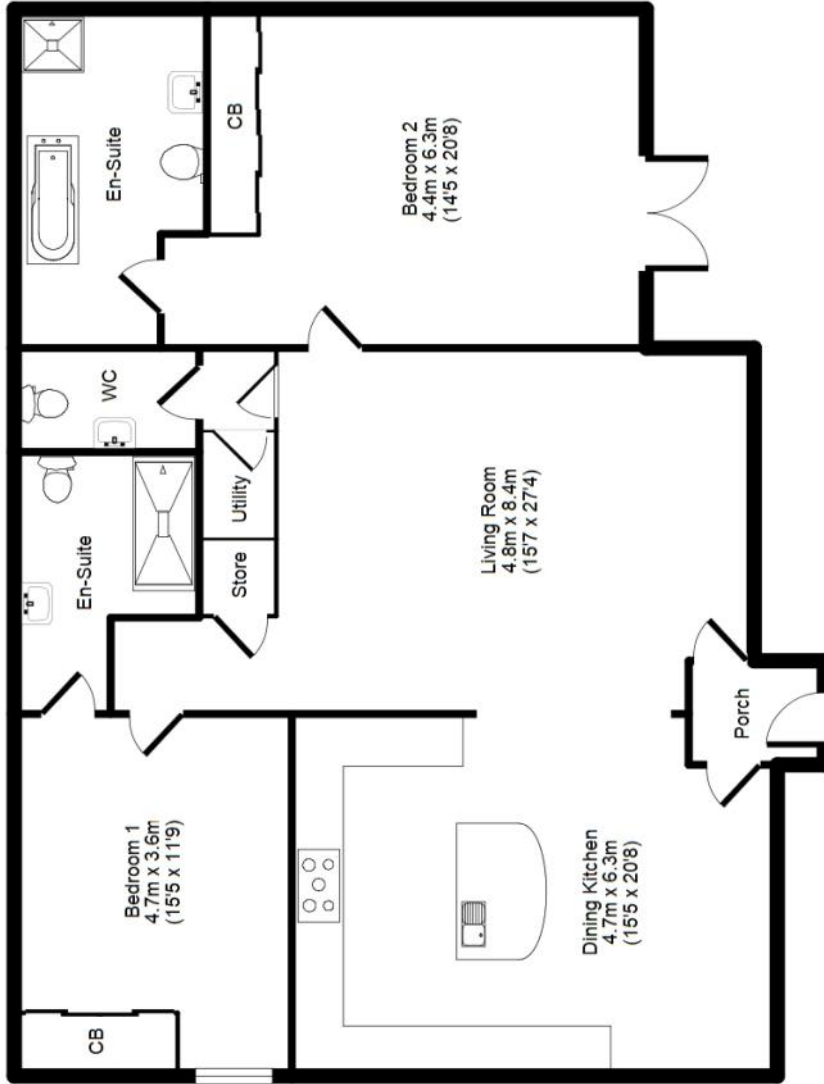 En-Suite
CB
Bedroom 2
4.4m x 6.3m
(14'5 x 20'8)
WC
Utility
Store
En-Suite
Living Room
4.8m x 8.4m
(15'7 x 27'4)
Porch
Bedroom 1
4.7m x 3.6m
(15'5 x 11'9)
CB
Dining Kitchen
4.7m x 6.3m
(15'5 x 20'8)